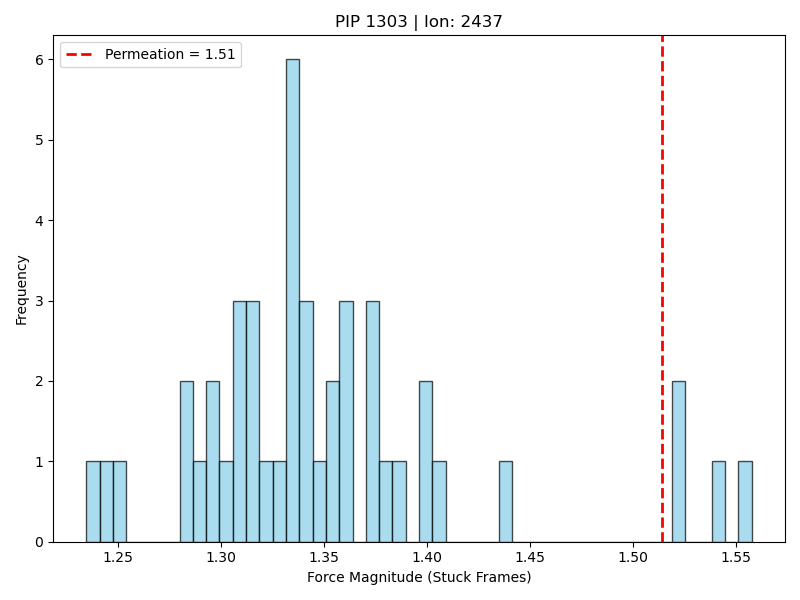 PIP 1303 | Ion: 2437
Permeation = 1.51
Frequency
6
5
4
3
2
1
0
1.25 1.30 1.35 1.40 1.45 1.50 1.55
Force Magnitude (Stuck Frames)